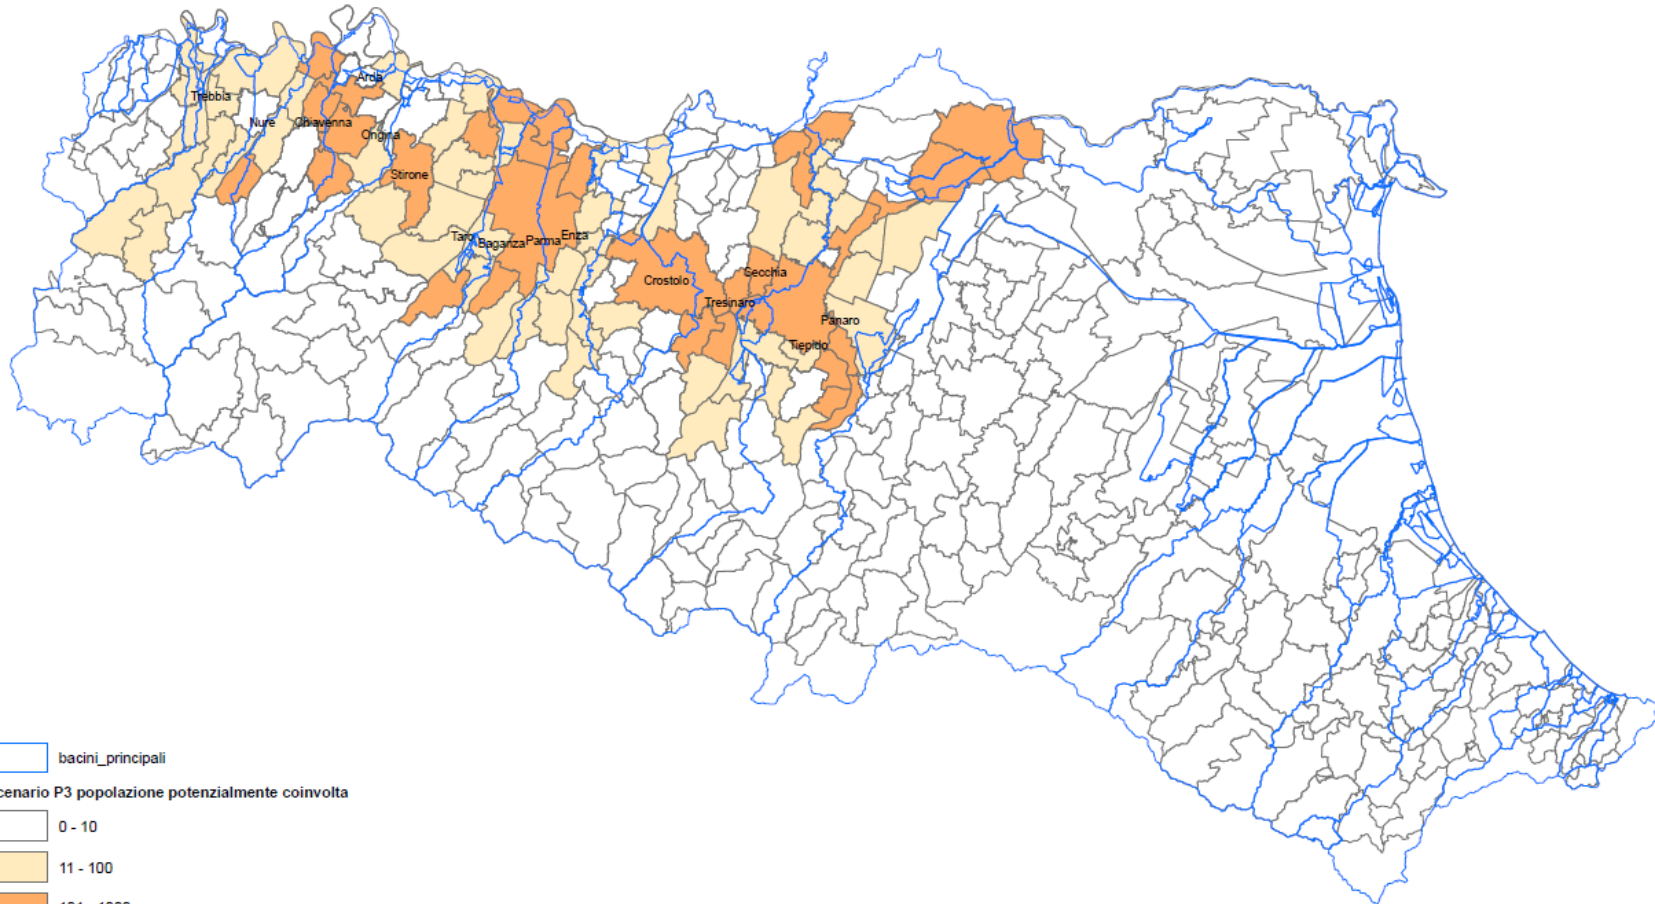 Arda
Trebbia
Nure
Chiavenna
Ongina
Stirone
Taro
Baganza
Parma
Enza
Secchia
Crostolo
Tresinaro
Panaro
Tiepido
bacini_principali
cenario P3 popolazione potenzialmente coinvolta
0 - 10
11 - 100